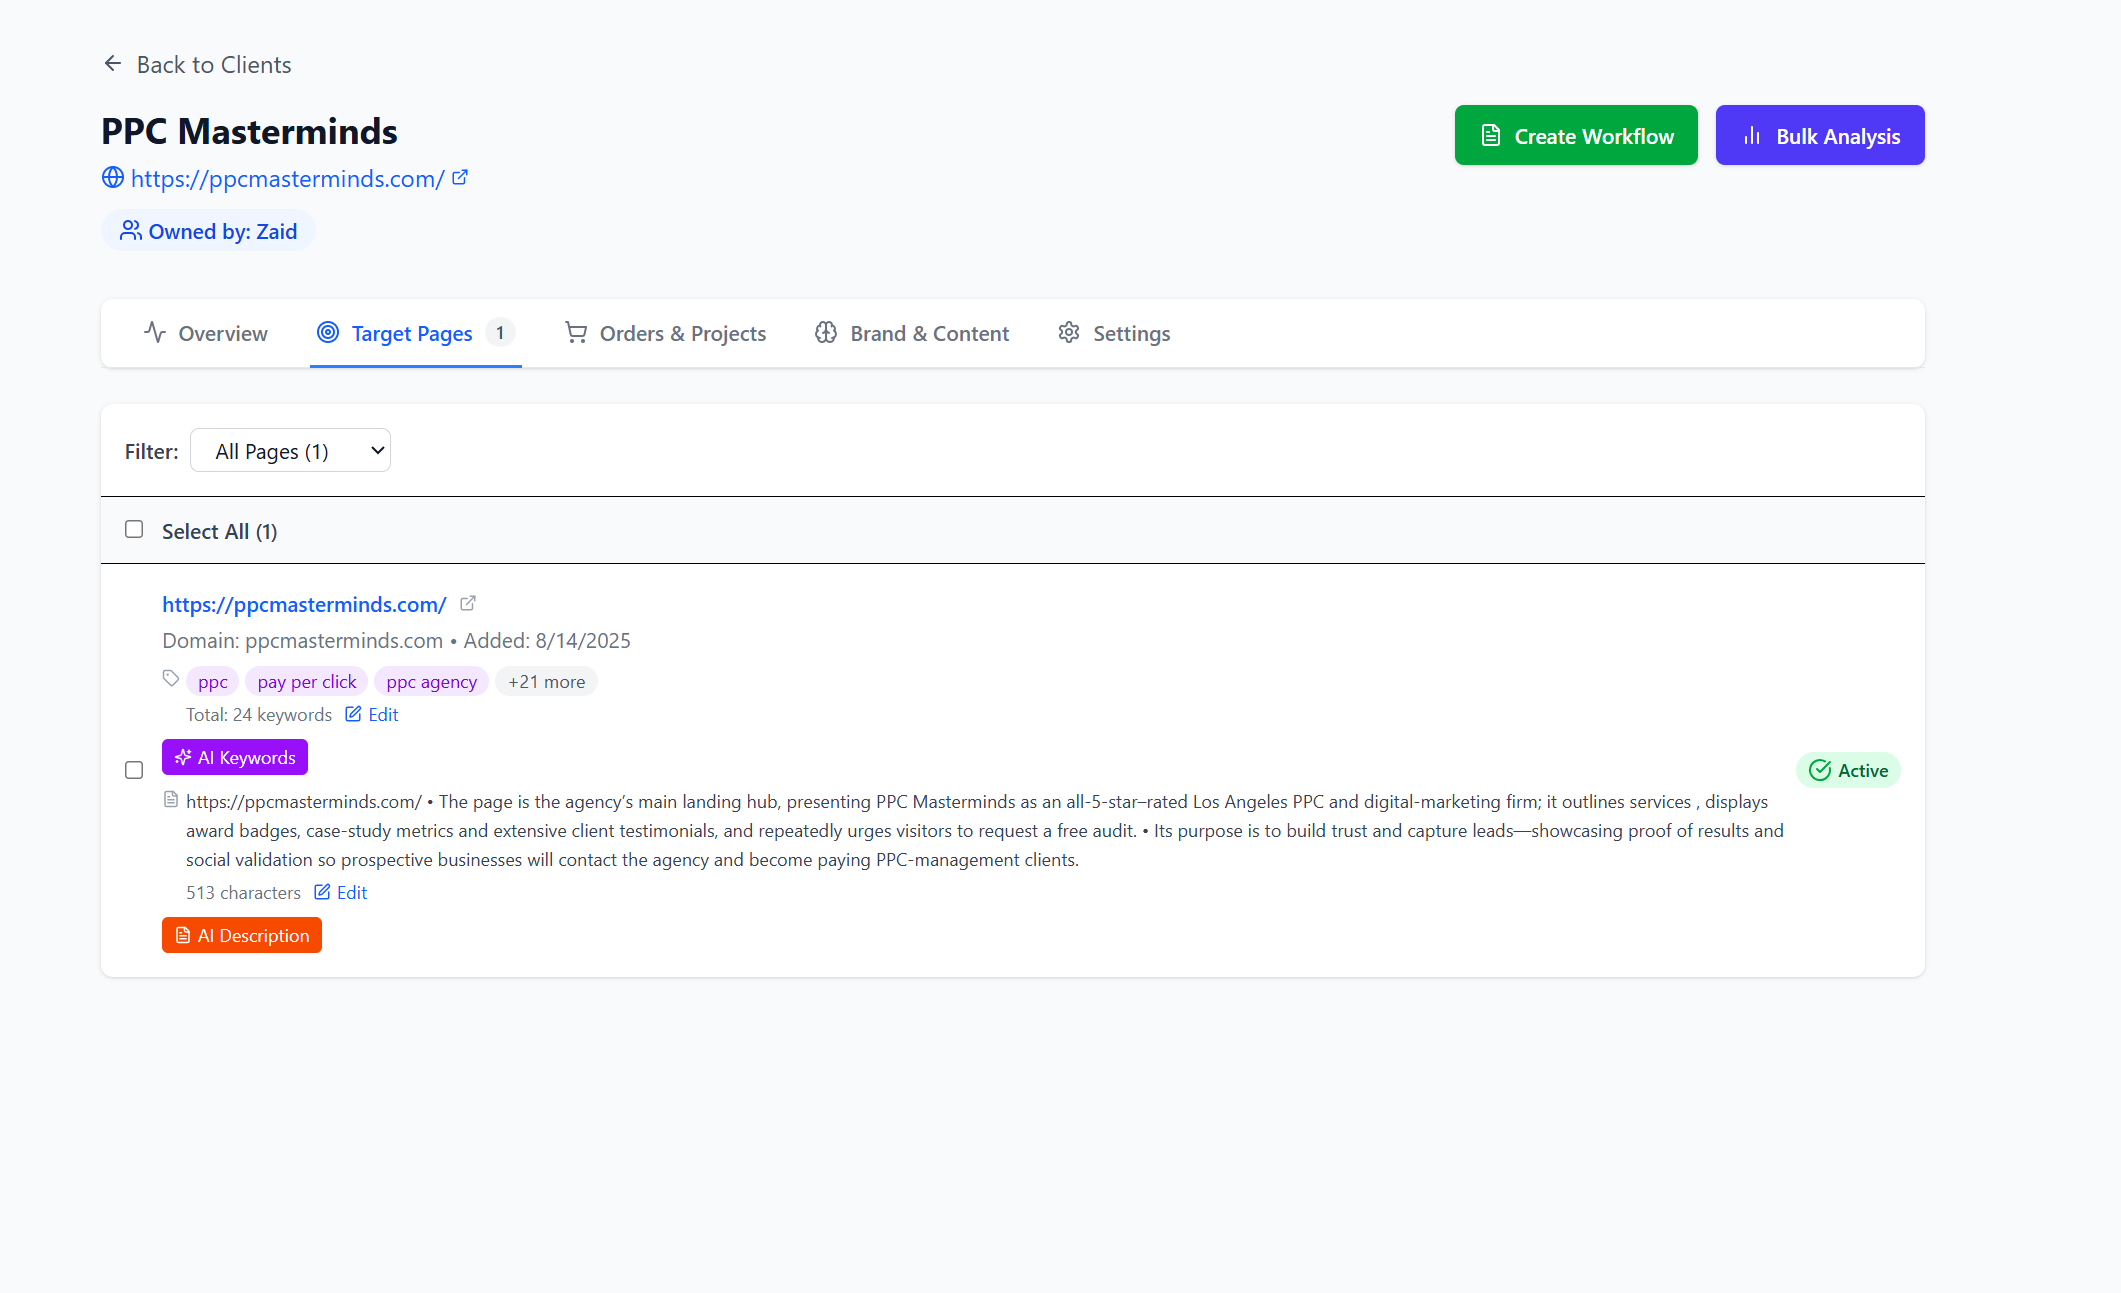 Back to Clients
PPC Masterminds
https://ppcmasterminds.com/
Owned by: Zaid
Create Workflow
Bulk Analysis
Overview
Target Pages 1
Orders & Projects
Brand & Content
Settings
Filter: All Pages (1)
Select All (1)
https://ppcmasterminds.com/
Domain: ppcmasterminds.com • Added: 8/14/2025
ppc pay per click ppc agency +21 more
Total: 24 keywords Edit
AI Keywords
Active
https://ppcmasterminds.com/ • The page is the agency’s main landing hub, presenting PPC Masterminds as an all-5-star–rated Los Angeles PPC and digital-marketing firm; it outlines services , displays
award badges, case-study metrics and extensive client testimonials, and repeatedly urges visitors to request a free audit. • Its purpose is to build trust and capture leads—showcasing proof of results and
social validation so prospective businesses will contact the agency and become paying PPC-management clients.
513 characters Edit
AI Description